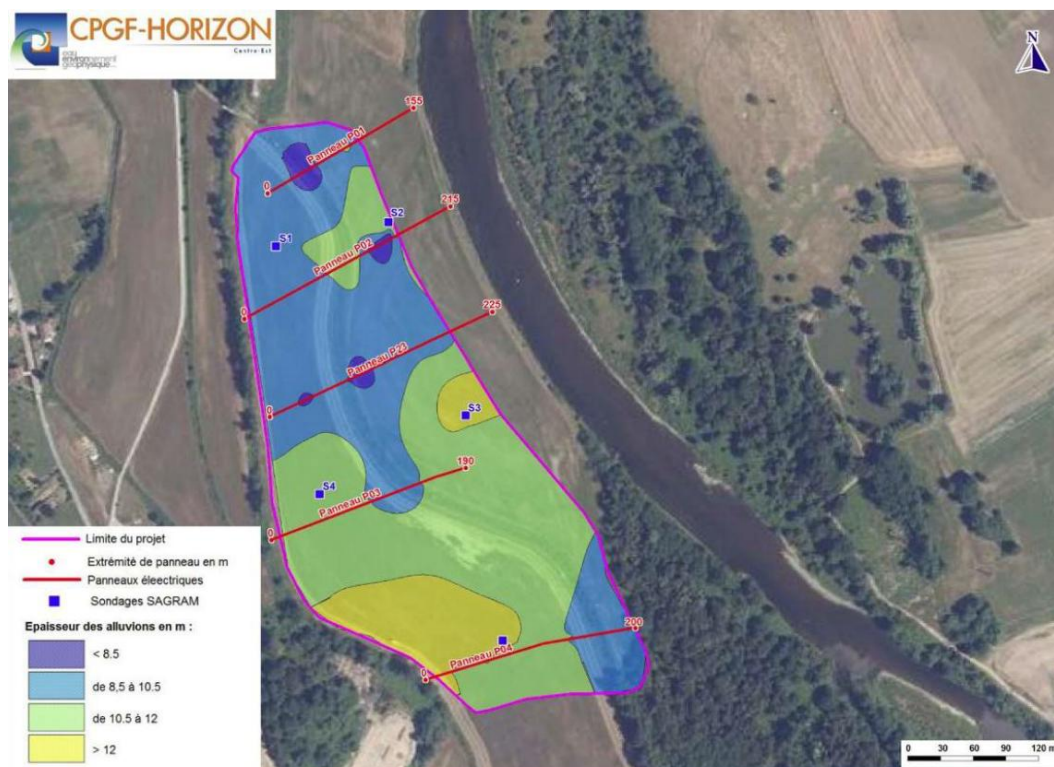 CPGF-HORIZON
Centre-Est
eau
environnement
géophysique...
N
155
Panneau P01
0
215
S2
S1
Panneau P02
0
225
Panneau P23
0
S3
190
S4
Panneau P03
0
200
Panneau P04
0
Limite du projet
Extrémité de panneau en m
Panneaux éleectriques
Sondages SAGRAM
Epaisseur des alluvions en m :
< 8.5
de 8,5 à 10.5
de 10.5 à 12
> 12
0 30 60 90 120 m